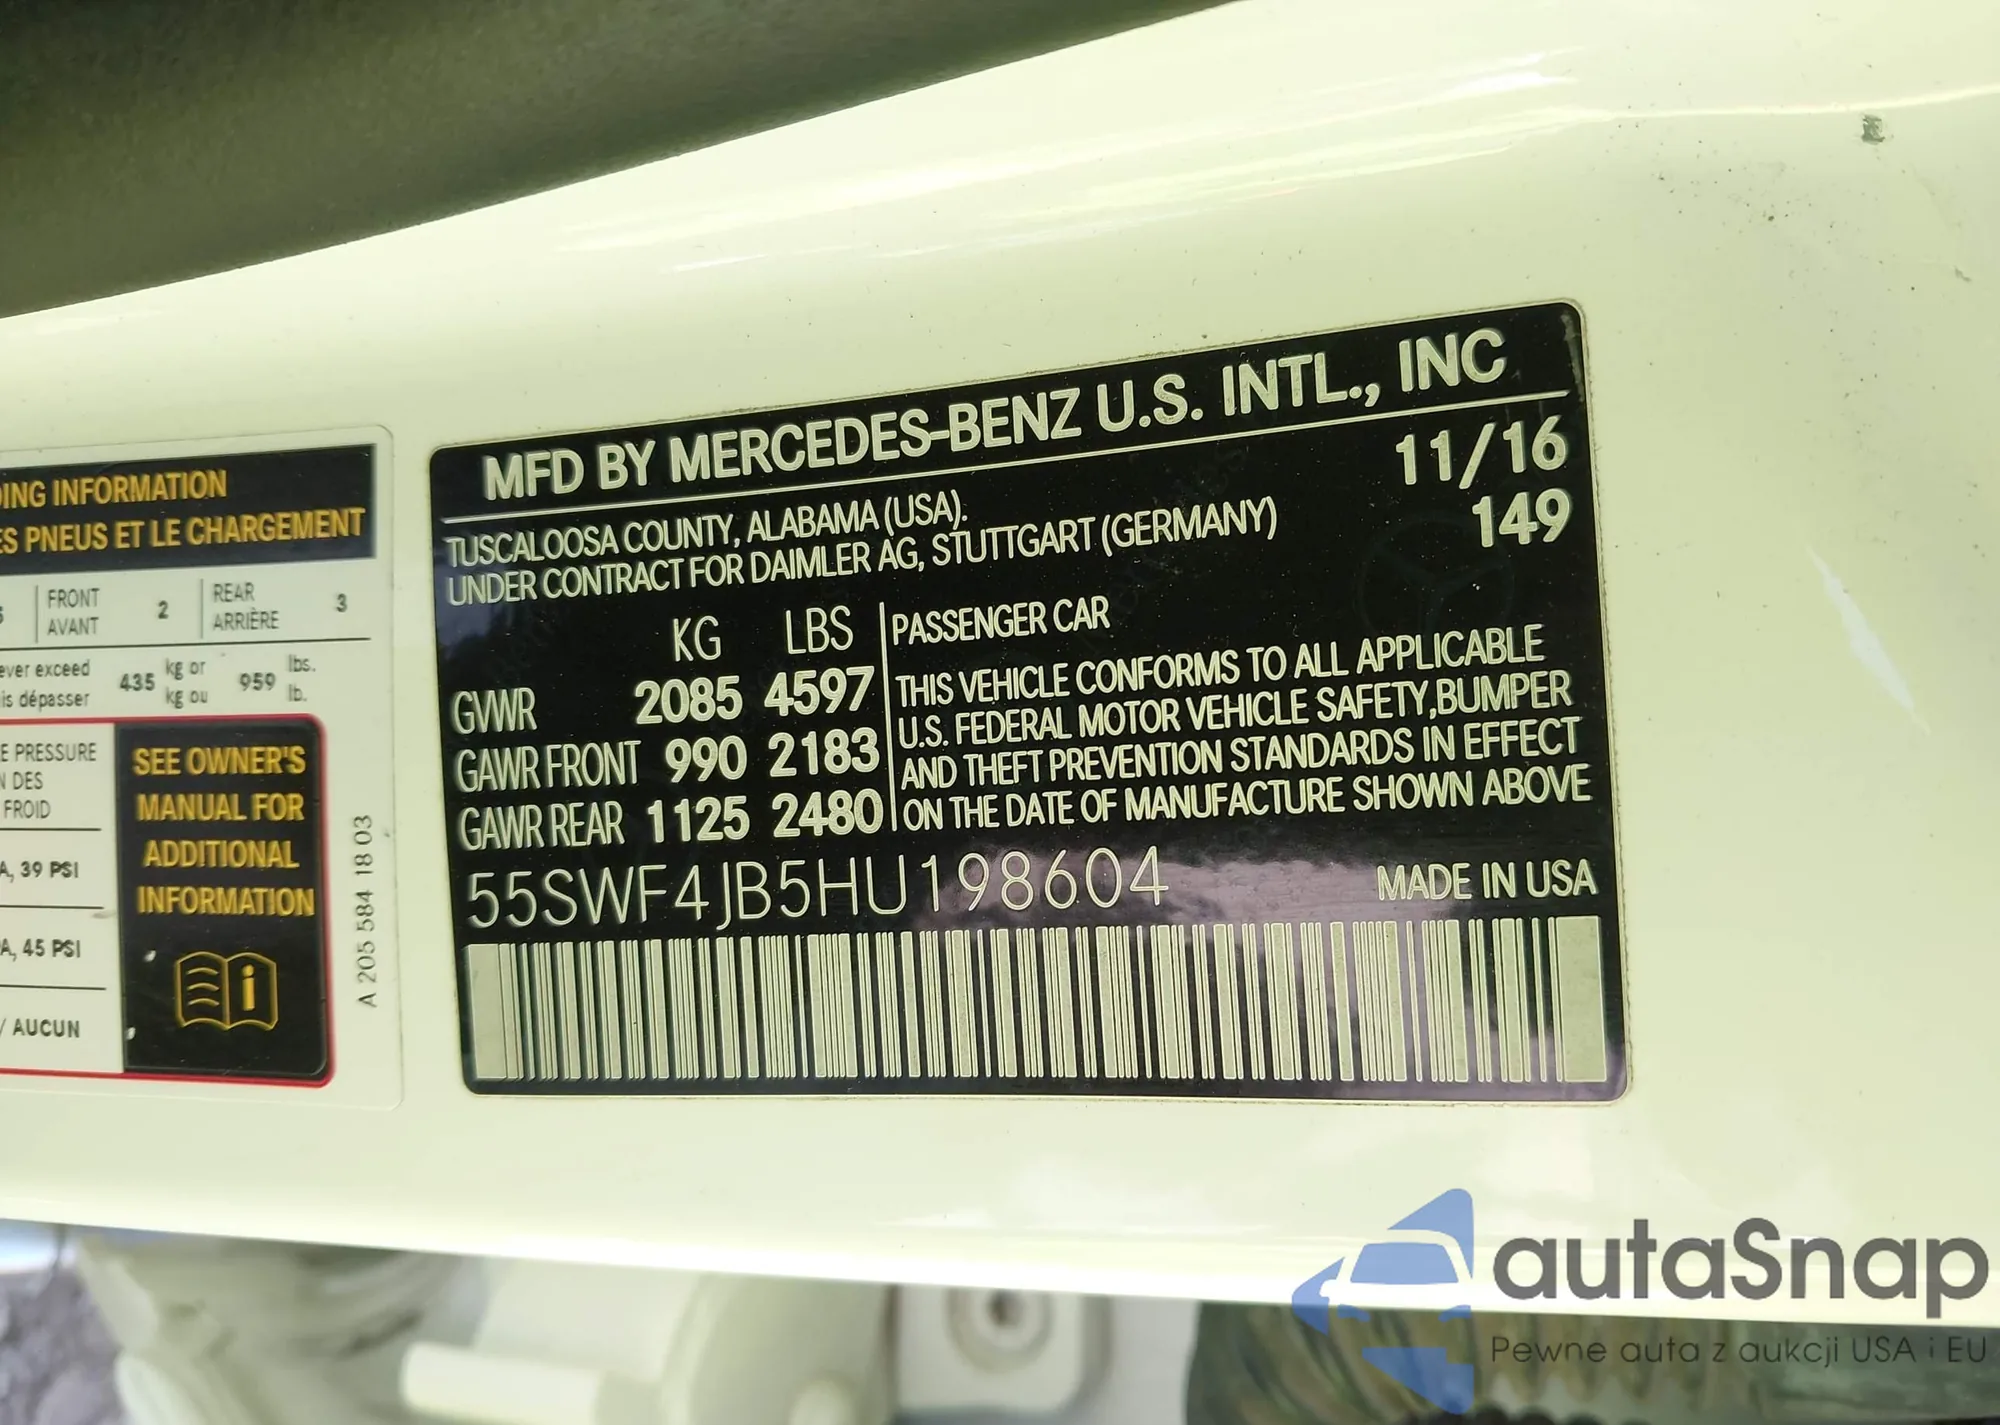 MFD BY MERCEDES-BENZ U.S. INTL., INC
11/16
TUSCALOOSA COUNTY, ALABAMA (USA).
149
UNDER CONTRACT FOR DAIMLER AG, STUTTGART (GERMANY)
KG LBS PASSENGER CAR
GVWR 2085 4597
GAWR FRONT 990 2183
GAWR REAR 1125 2480
THIS VEHICLE CONFORMS TO ALL APPLICABLE
U.S. FEDERAL MOTOR VEHICLE SAFETY,BUMPER
AND THEFT PREVENTION STANDARDS IN EFFECT
ON THE DATE OF MANUFACTURE SHOWN ABOVE
55SWF4JB5HU198604
MADE IN USA
INFORMATION
PNEUS ET LE CHARGEMENT
FRONT 2 REAR 3
AVANT ARRIÈRE
exceed 435 kg or 959 lbs.
dépasser kg ou lb.
PRESSURE
DES
FROID
39 PSI
45 PSI
/ AUCUN
SEE OWNER'S
MANUAL FOR
ADDITIONAL
INFORMATION
A 205 584 18 03
autaSnap
Pewne auta z aukcji USA i EU